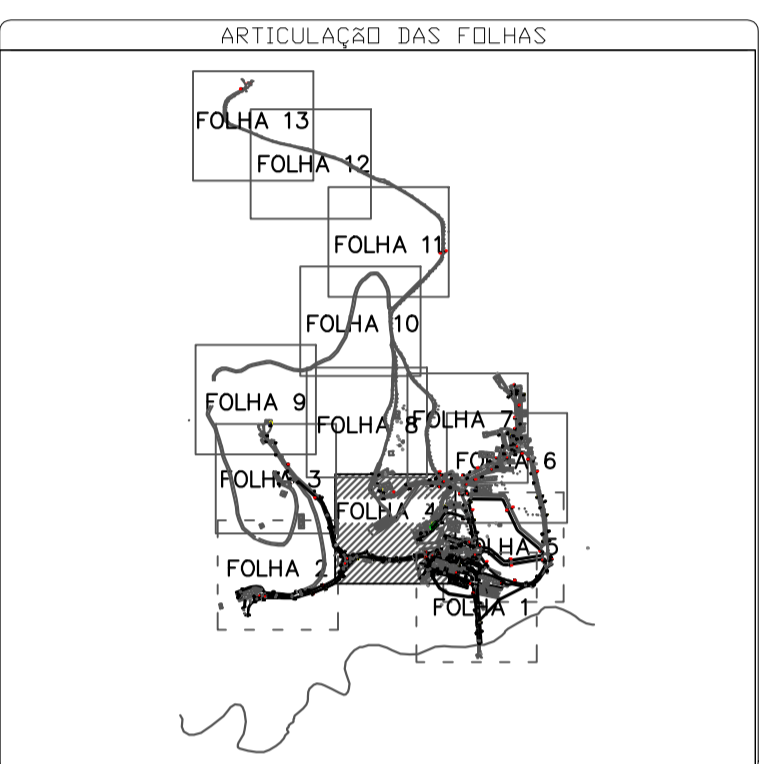 ARTICULAÇÃO DAS FOLHAS
FOLHA 13
FOLHA 12
FOLHA 11
FOLHA 10
FOLHA 9
FOLHA 8
FOLHA 7
FOLHA 6
FOLHA 3
FOLHA 4
FOLHA 5
FOLHA 2
FOLHA 1